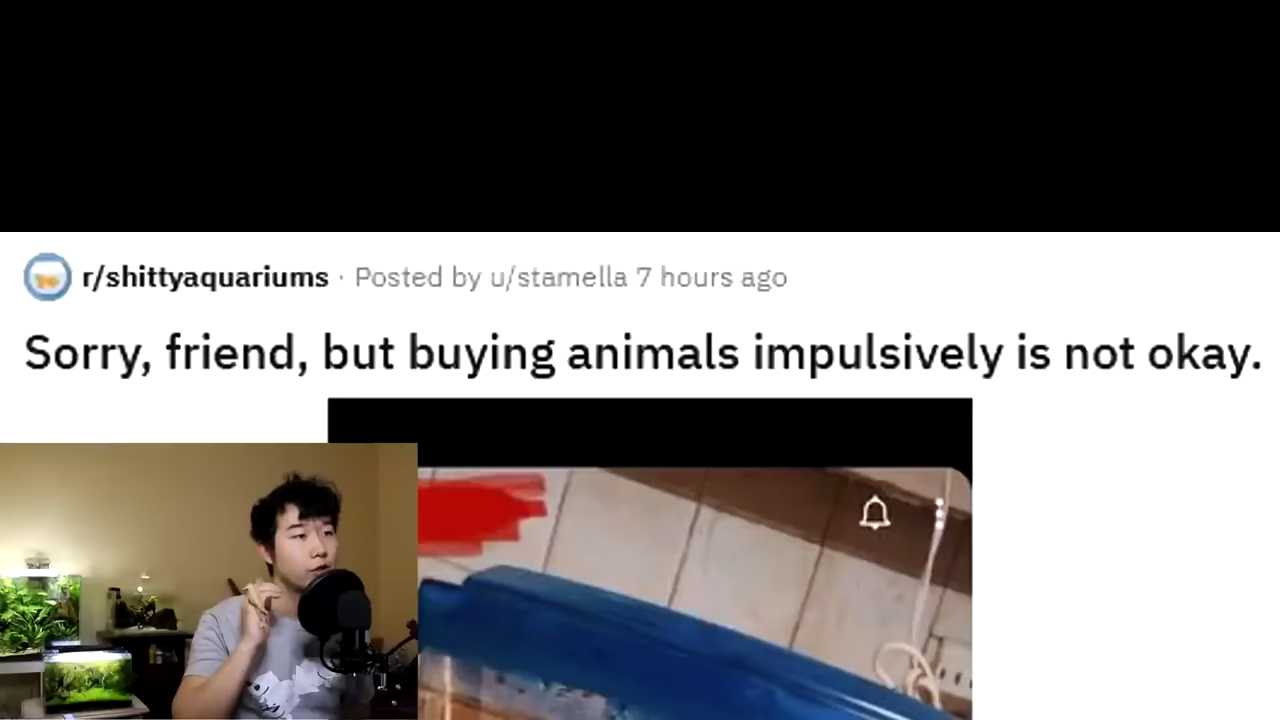 r/shittyaquariums · Posted by u/stamella 7 hours ago
Sorry, friend, but buying animals impulsively is not okay.